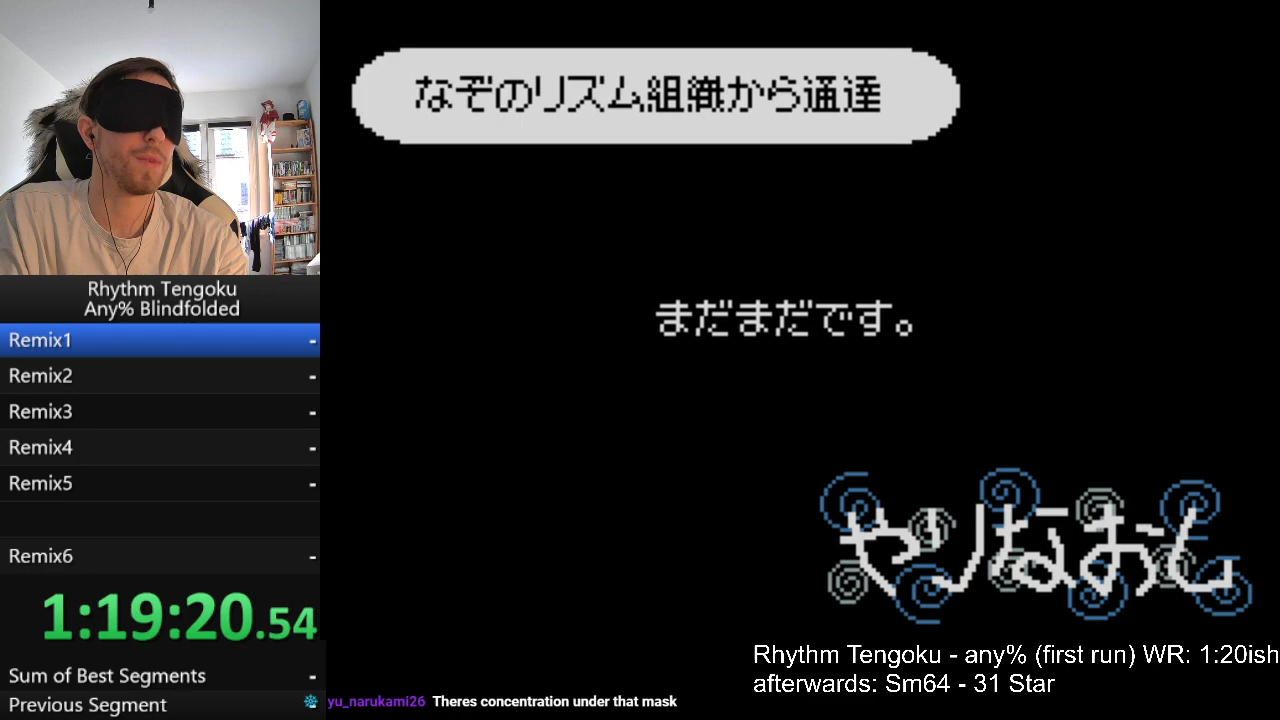 なぞのリズム組織から通達
まだまだです。
やりなおし
Rhythm Tengoku
Any% Blindfolded
Remix1 -
Remix2 -
Remix3 -
Remix4 -
Remix5 -
Remix6 -
1:19:20.54
Sum of Best Segments -
Previous Segment
yu_narukami26 Theres concentration under that mask
Rhythm Tengoku - any% (first run) WR: 1:20ish
afterwards: Sm64 - 31 Star